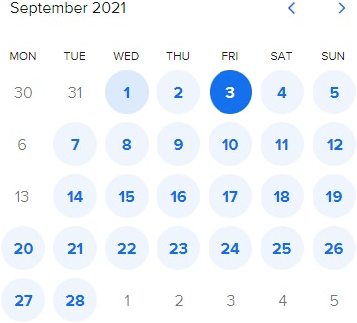 September 2021
MON TUE WED THU FRI SAT SUN
30 31 1 2 3 4 5
6 7 8 9 10 11 12
13 14 15 16 17 18 19
20 21 22 23 24 25 26
27 28 1 2 3 4 5